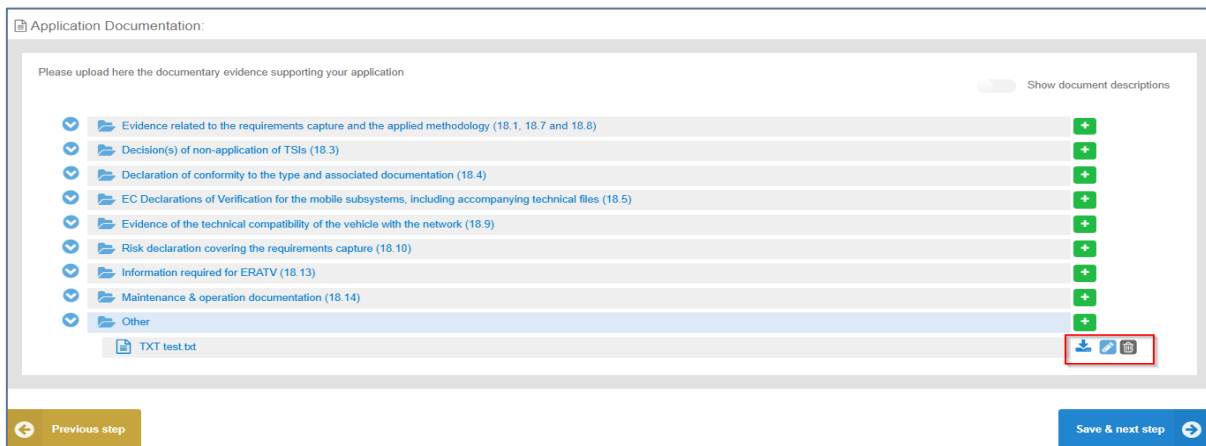 Application Documentation:
Please upload here the documentary evidence supporting your application
Show document descriptions
Evidence related to the requirements capture and the applied methodology (18.1, 18.7 and 18.8)
Decision(s) of non-application of TSIs (18.3)
Declaration of conformity to the type and associated documentation (18.4)
EC Declarations of Verification for the mobile subsystems, including accompanying technical files (18.5)
Evidence of the technical compatibility of the vehicle with the network (18.9)
Risk declaration covering the requirements capture (18.10)
Information required for ERATV (18.13)
Maintenance & operation documentation (18.14)
Other
TXT test.txt
Previous step
Save & next step